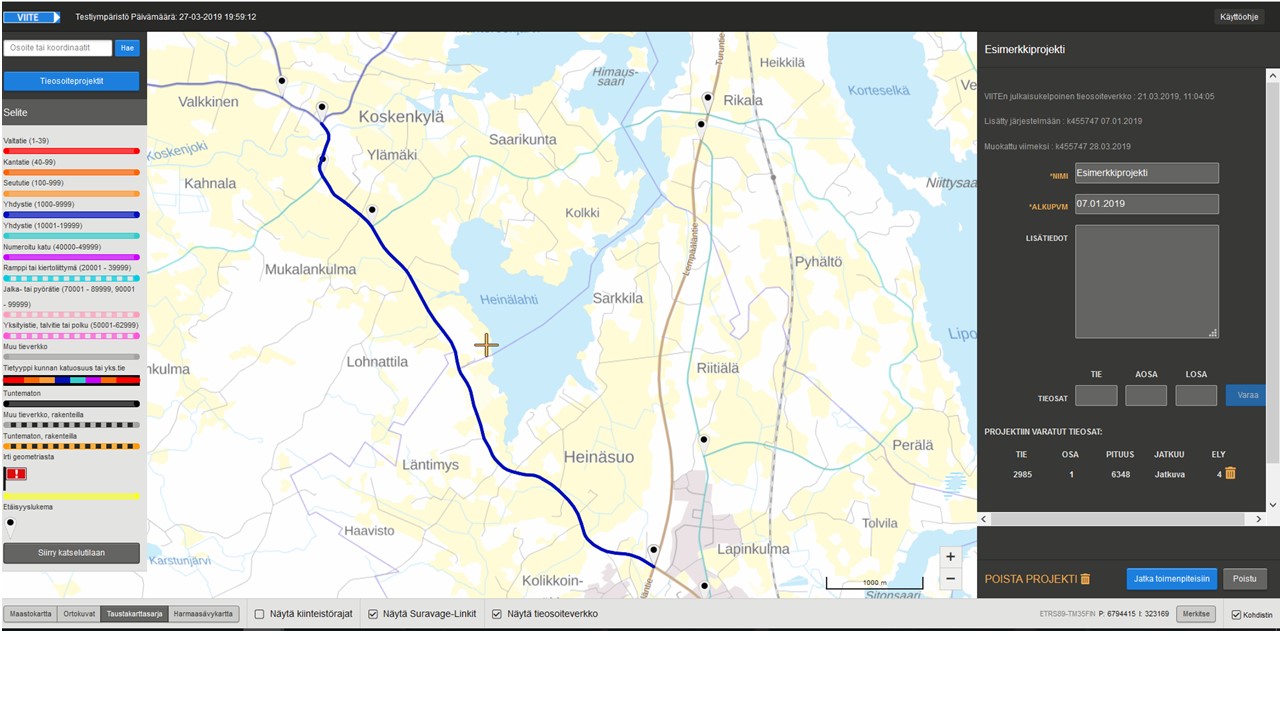 VIITE
Testiympäristö Päivämäärä: 27-03-2019 19:59:12
Käyttöohje
Osoite tai koordinaatit
Hae
Tieosoiteprojektit
Selite
Valtatie (1-39)
Kantatie (40-99)
Seututie (100-999)
Yhdystie (1000-9999)
Yhdystie (10001-19999)
Numeroitu katu (40000-49999)
Ramppi tai kiertoliittymä (20001 - 39999)
Jalka- tai pyörätie (70001 - 89999, 90001
- 99999)
Yksityistie, talvitie tai polku (50001-62999)
Muu tieverkko
Tietyyppi kunnan katuosuus tai yks.tie
Tuntematon
Muu tieverkko, rakenteilla
Tuntematon, rakenteilla
Irti geometriasta
Etäisyyslukema
Siirry katselutilaan
Himaus-
saari
Heikkilä
Turuntie
Korteselkä
Ve
Valkkinen
Koskenkylä
Rikala
Koskenjoki
Saarikunta
Ylämäki
Kahnala
Niittysaa
Kolkki
Lempääläntie
Mukalankulma
Pyhältö
Heinälahti
Sarkkila
Lipo
Lohnattila
nkulma
Riitiälä
Perälä
Läntimys
Heinäsuo
Haavisto
Tolvila
Lapinkulma
Karstunjärvi
Kolikkoin-
ntie
Sitonsaari
+
−
1000 m
Esimerkkiprojekti
VIITEn julkaisukelpoinen tieosoiteverkko : 21.03.2019, 11:04:05
Lisätty järjestelmään : k455747 07.01.2019
Muokattu viimeksi : k455747 28.03.2019
*NIMI Esimerkkiprojekti
*ALKUPVM 07.01.2019
LISÄTIEDOT
TIE AOSA LOSA
TIEOSAT Varaa
PROJEKTIIN VARATUT TIEOSAT:
TIE OSA PITUUS JATKUU ELY
2985 1 6348 Jatkuva 4
POISTA PROJEKTI Jatka toimenpiteisiin Poistu
Maastokartta Ortokuvat Taustakarttasarja Harmaasävykartta Näytä kiinteistörajat Näytä Suravage-Linkit Näytä tieosoiteverkko ETRS89-TM35FIN P: 6794415 I: 323169 Merkitse Kohdistin